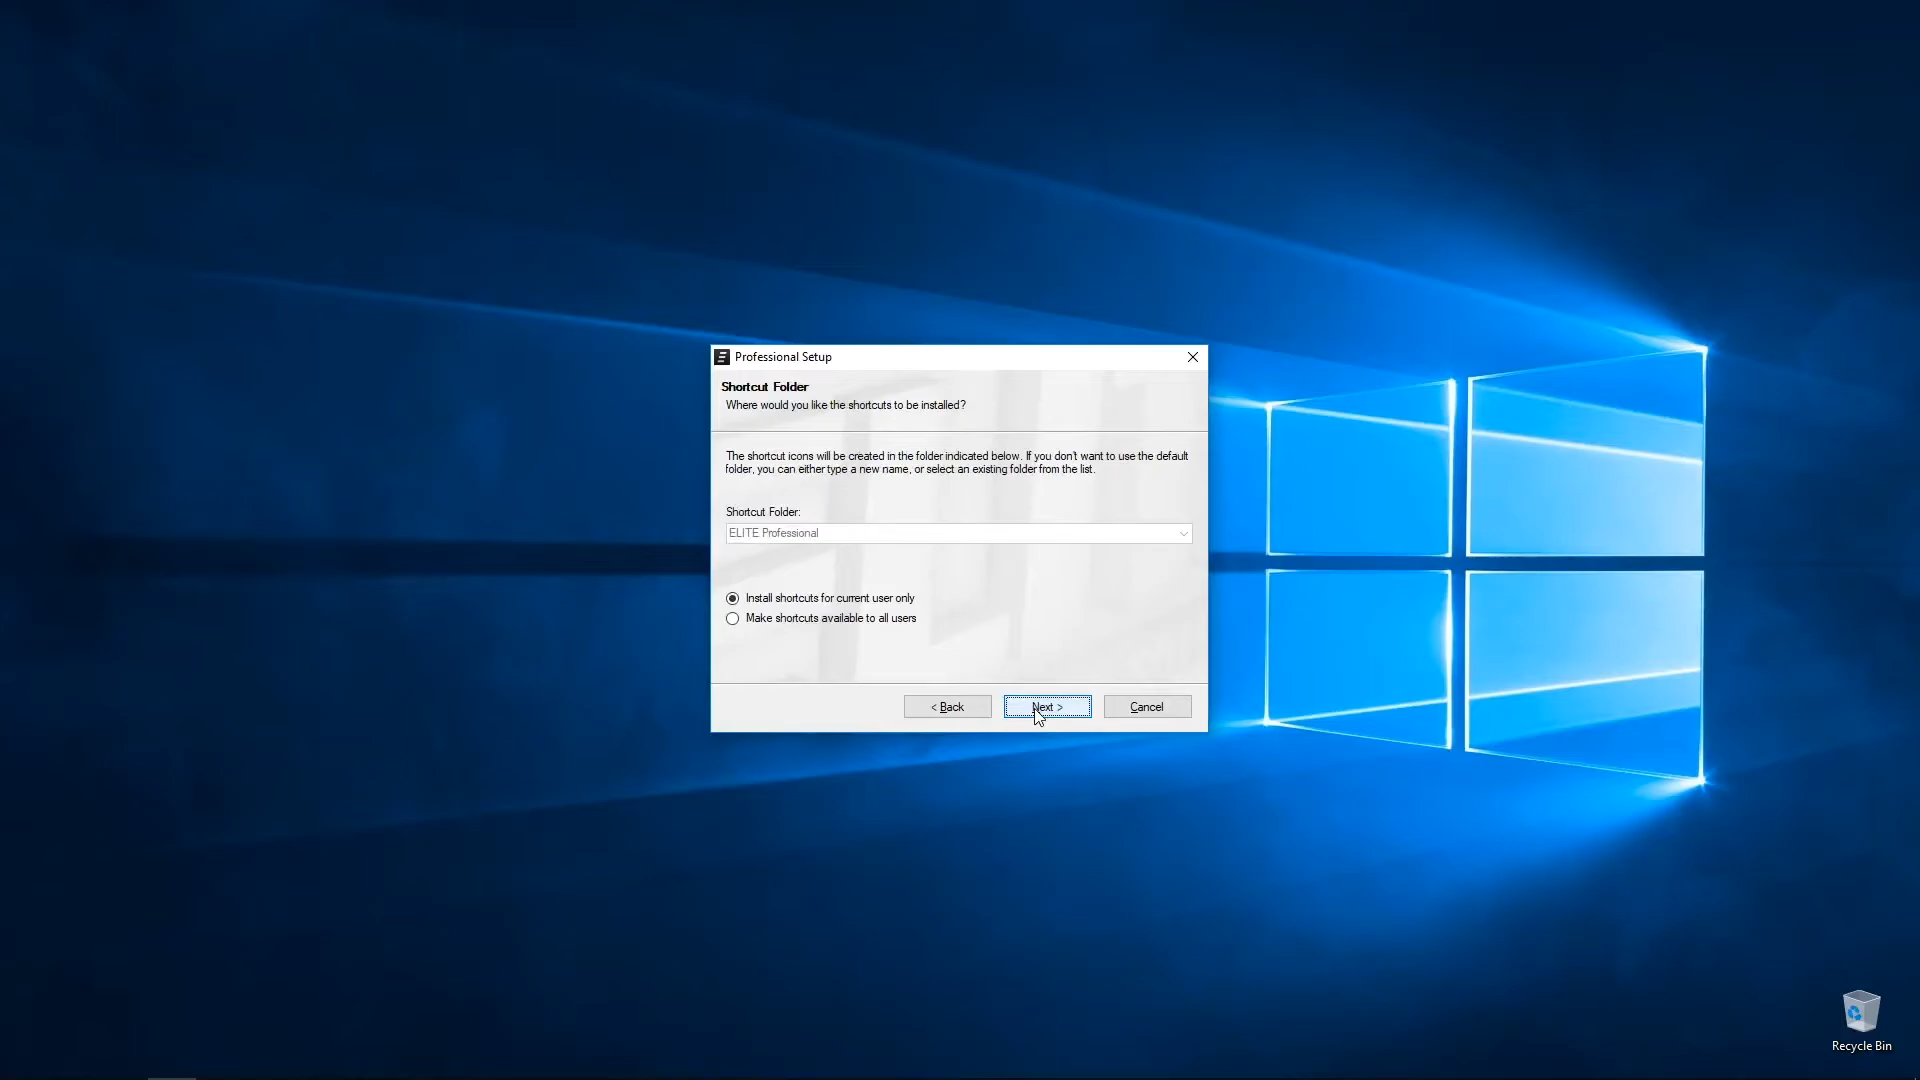 Professional Setup
Shortcut Folder
Where would you like the shortcuts to be installed?
The shortcut icons will be created in the folder indicated below. If you don't want to use the default
folder, you can either type a new name, or select an existing folder from the list.
Shortcut Folder:
ELITE Professional
Install shortcuts for current user only
Make shortcuts available to all users
< Back
Next >
Cancel
Recycle Bin